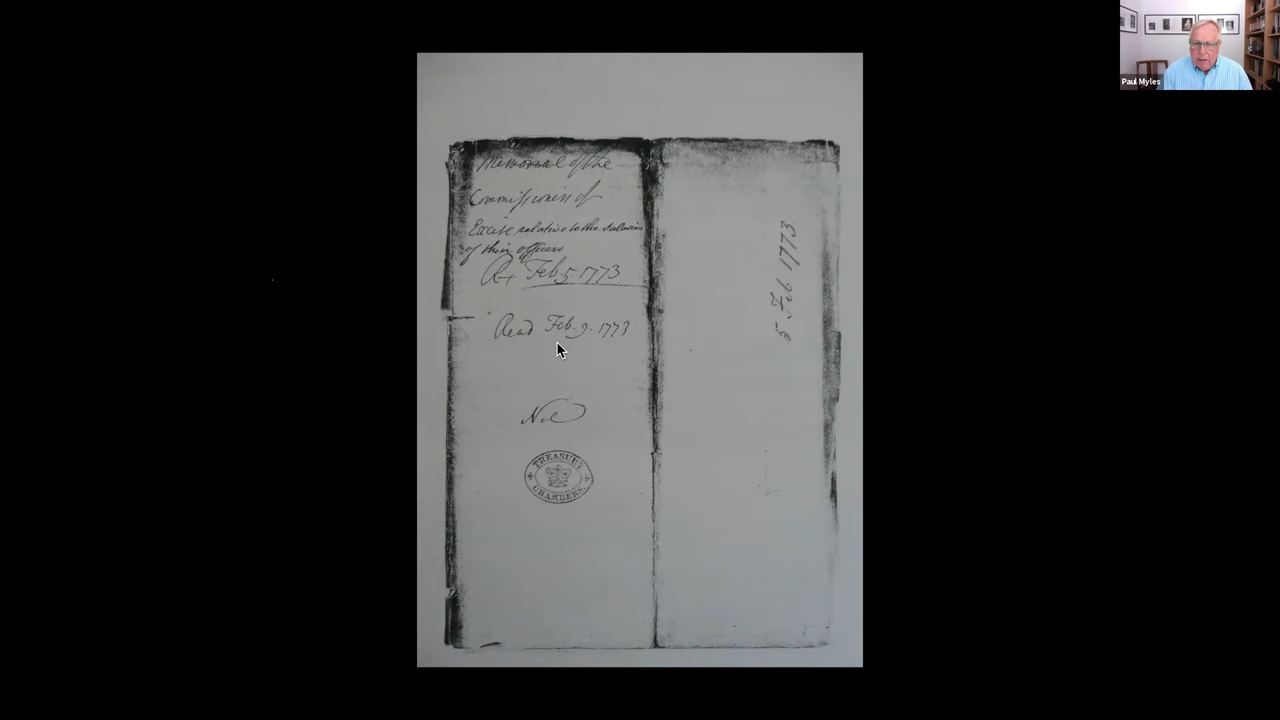 Memorial of the
Commissioners of
Excise relative to the salaries
of their officers
Rx Feb. 5. 1773
Read Feb. 9. 1773
Nil
TREASURY
CHAMBERS
5 Feb 1773
Paul Myles